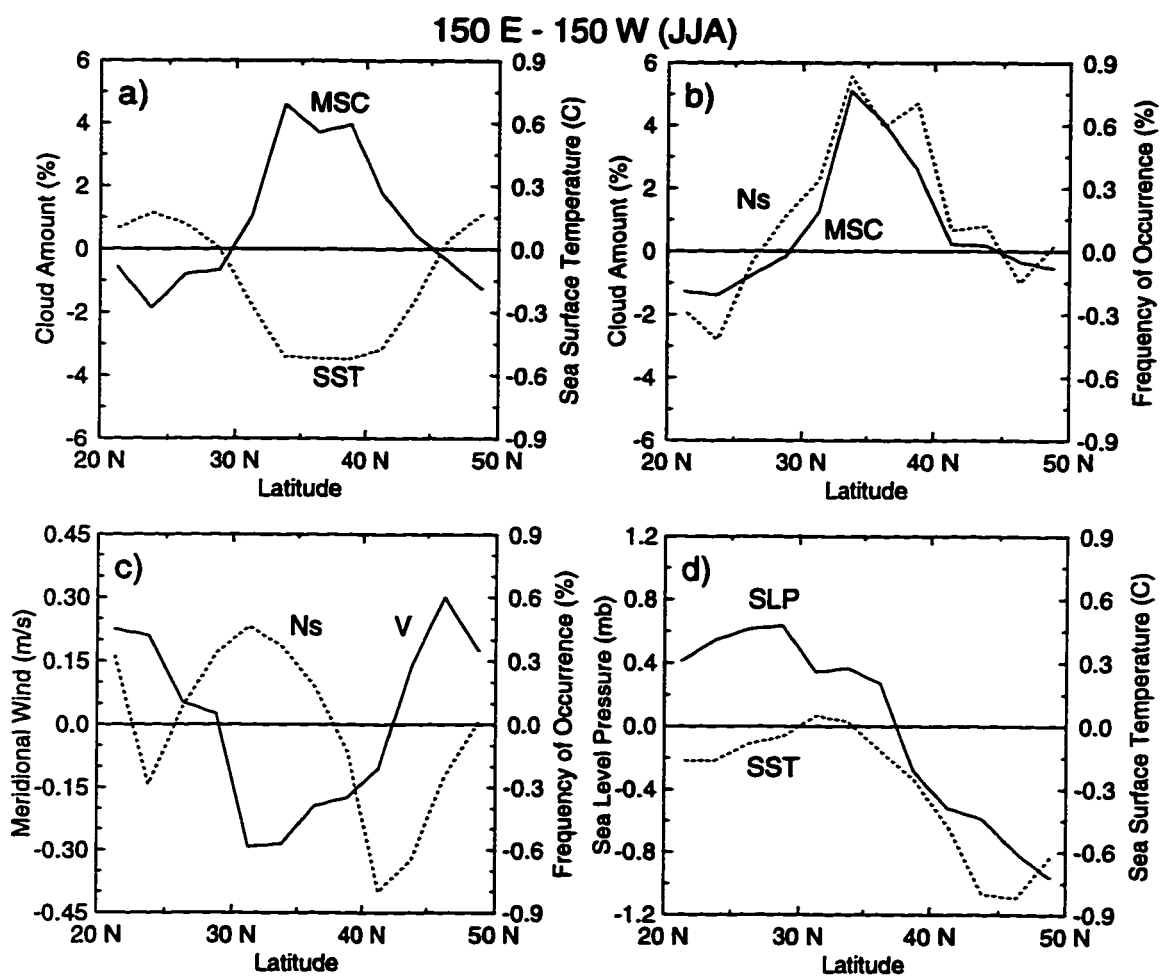 150 E - 150 W (JJA)
a)
MSC
SST
6
4
2
0
-2
-4
-6
Cloud Amount (%)
0.9
0.6
0.3
0.0
-0.3
-0.6
-0.9
Sea Surface Temperature (C)
20 N 30 N 40 N 50 N
Latitude
b)
Ns
MSC
6
4
2
0
-2
-4
-6
Cloud Amount (%)
0.9
0.6
0.3
0.0
-0.3
-0.6
-0.9
Frequency of Occurrence (%)
20 N 30 N 40 N 50 N
Latitude
c)
Ns
V
0.45
0.30
0.15
0.0
-0.15
-0.30
-0.45
Meridional Wind (m/s)
0.9
0.6
0.3
0.0
-0.3
-0.6
-0.9
Frequency of Occurrence (%)
20 N 30 N 40 N 50 N
Latitude
d)
SLP
SST
1.2
0.8
0.4
0.0
-0.4
-0.8
-1.2
Sea Level Pressure (mb)
0.9
0.6
0.3
0.0
-0.3
-0.6
-0.9
Sea Surface Temperature (C)
20 N 30 N 40 N 50 N
Latitude